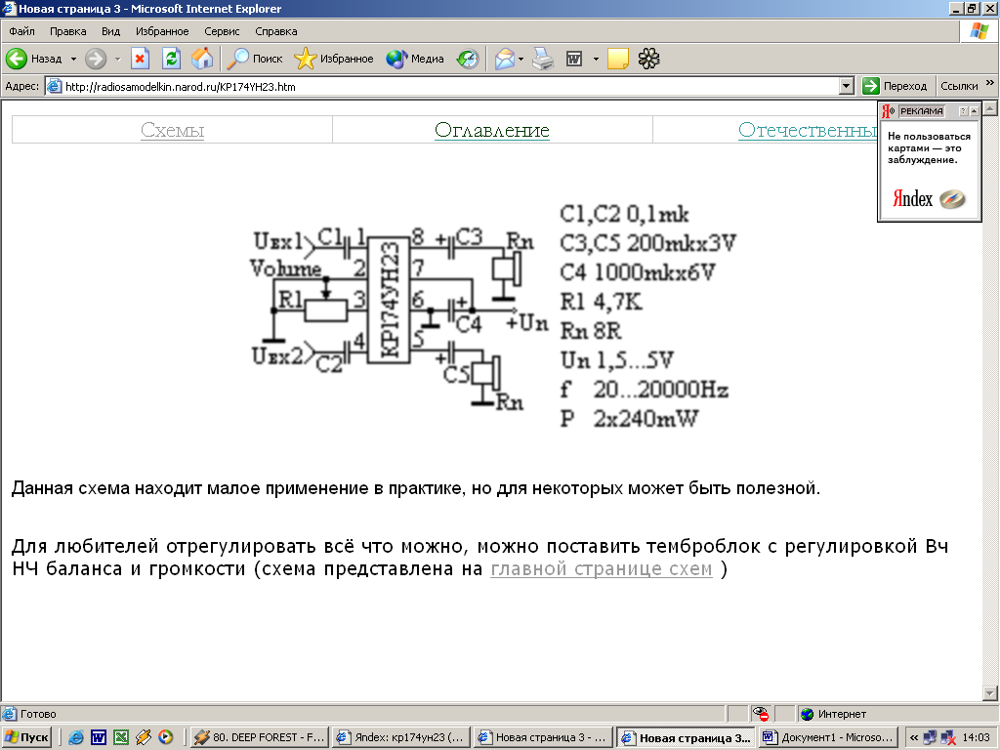 Новая страница 3 - Microsoft Internet Explorer
Файл Правка Вид Избранное Сервис Справка
Назад Поиск Избранное Медиа
Адрес: http://radiosamodelkin.narod.ru/KP174YH23.htm Переход Ссылки »
Схемы Оглавление Отечественны
Я РЕКЛАМА ?
Не пользоваться
картами — это
заблуждение.
Яndex
Uвх1 C1 1 8 + C3 Rn
Volume 2 7
R1 3 КР174УН23 6 + C4 +Un
Uвх2 C2 4 5 + C5 Rn
C1,C2 0,1mk
C3,C5 200mkx3V
C4 1000mkx6V
R1 4,7K
Rn 8R
Un 1,5...5V
f 20...20000Hz
P 2x240mW
Данная схема находит малое применение в практике, но для некоторых может быть полезной.
Для любителей отрегулировать всё что можно, можно поставить темброблок с регулировкой Вч
НЧ баланса и громкости (схема представлена на главной странице схем )
Готово Интернет
Пуск 80. DEEP FOREST - F... Яndex: кр174ун23 (... Новая страница 3 - ... Новая страница 3... Документ1 - Microso... « 14:03